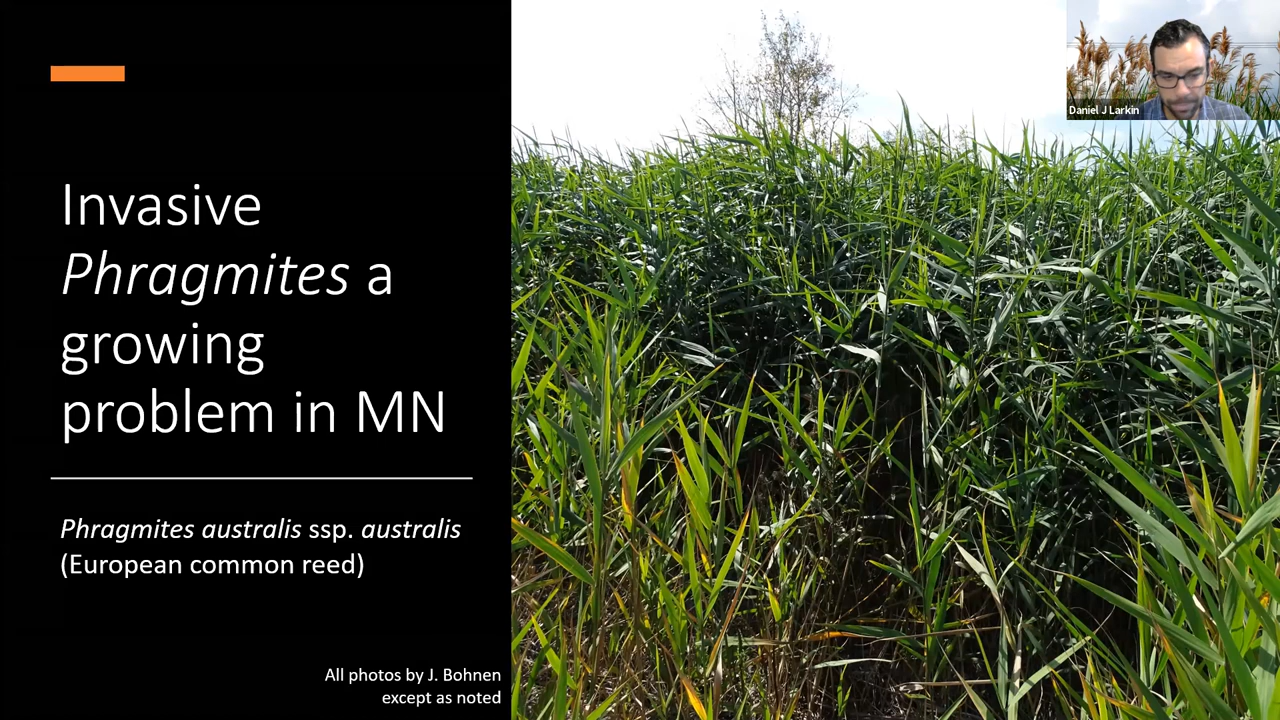 Invasive
Phragmites a
growing
problem in MN
Phragmites australis ssp. australis
(European common reed)
All photos by J. Bohnen
except as noted
Daniel J Larkin